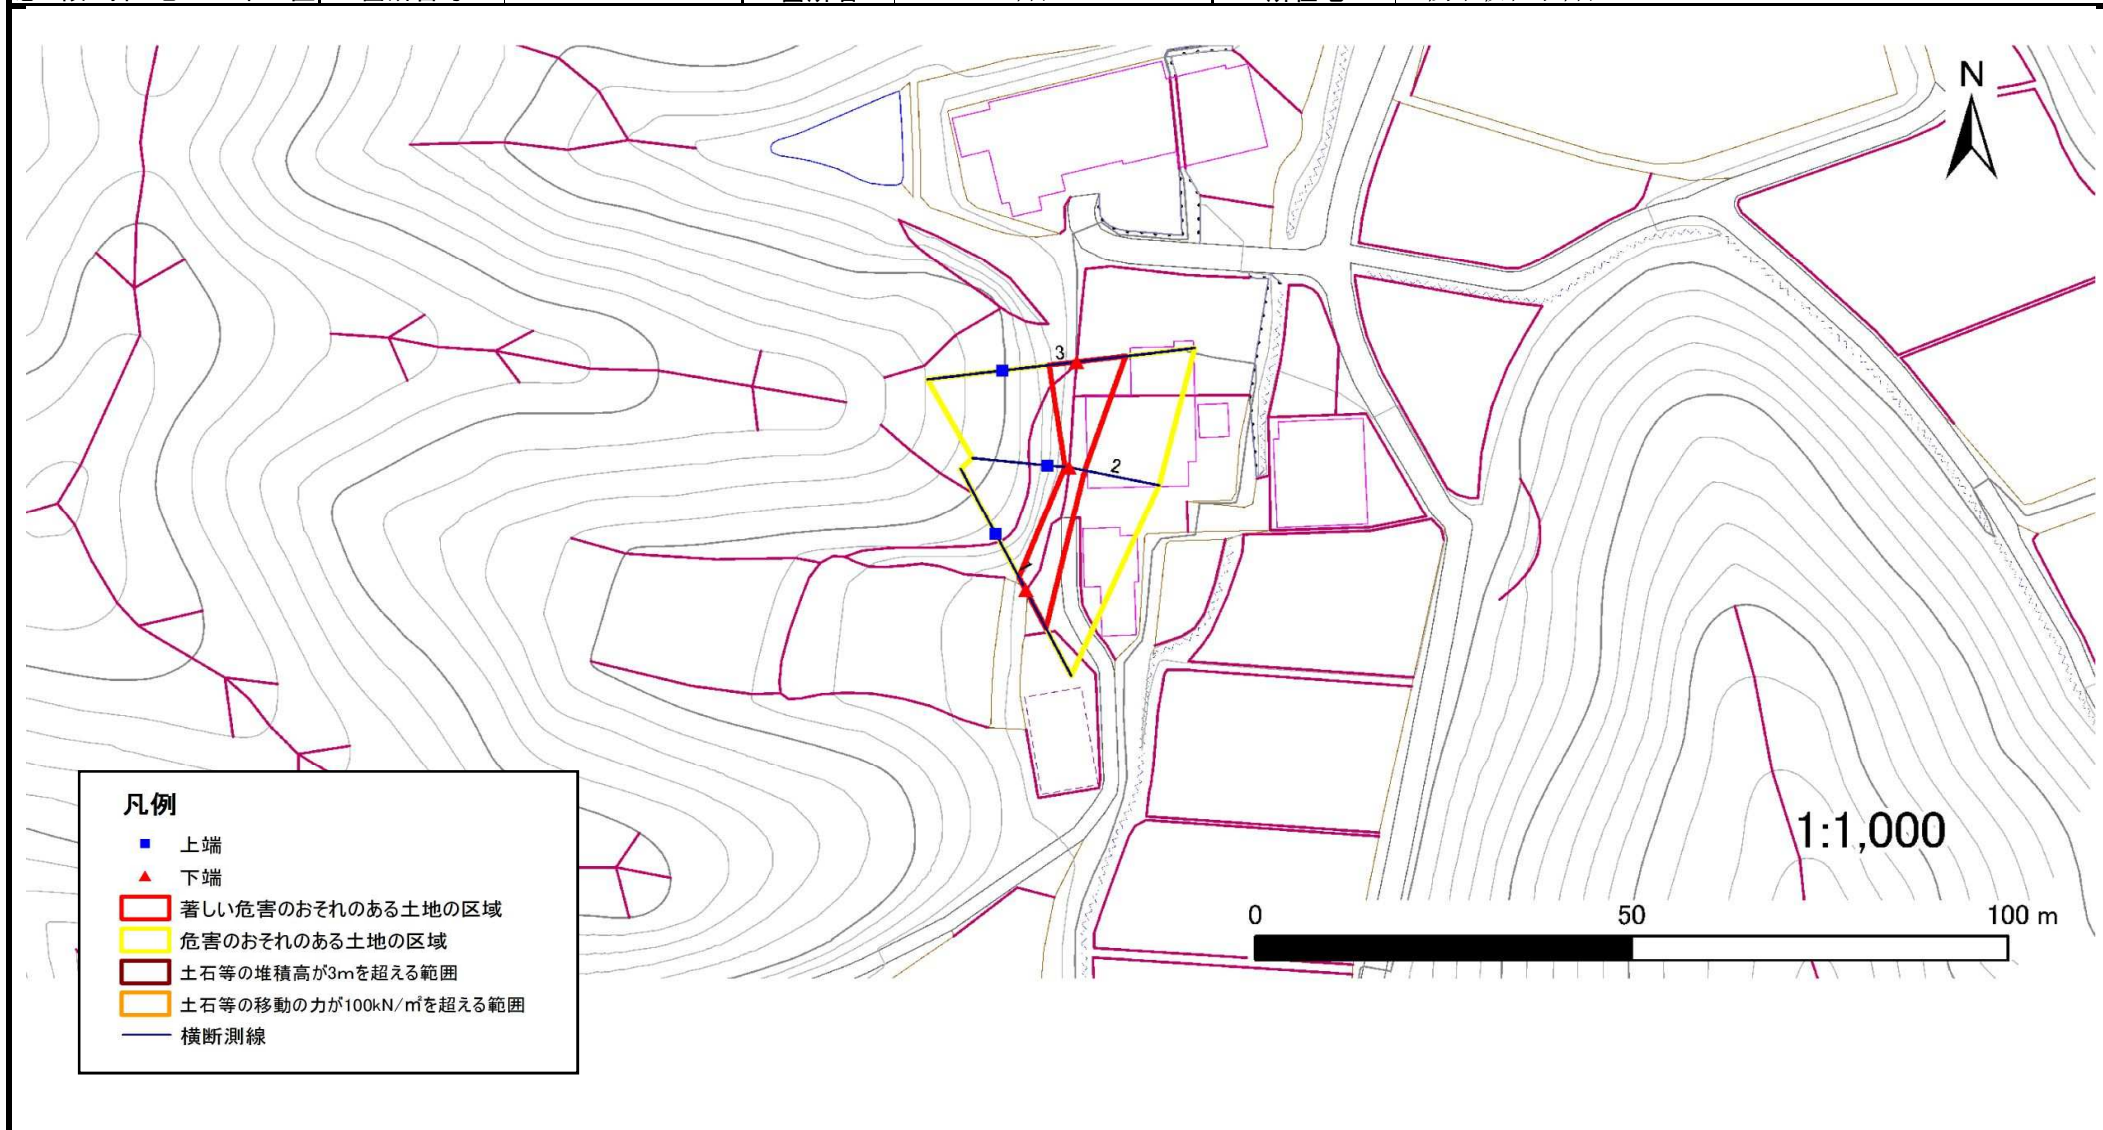 N
3
2
1
1:1,000
0 50 100 m
凡例
上端
下端
著しい危害のおそれのある土地の区域
危害のおそれのある土地の区域
土石等の堆積高が3mを超える範囲
土石等の移動の力が100kN/㎡を超える範囲
横断測線